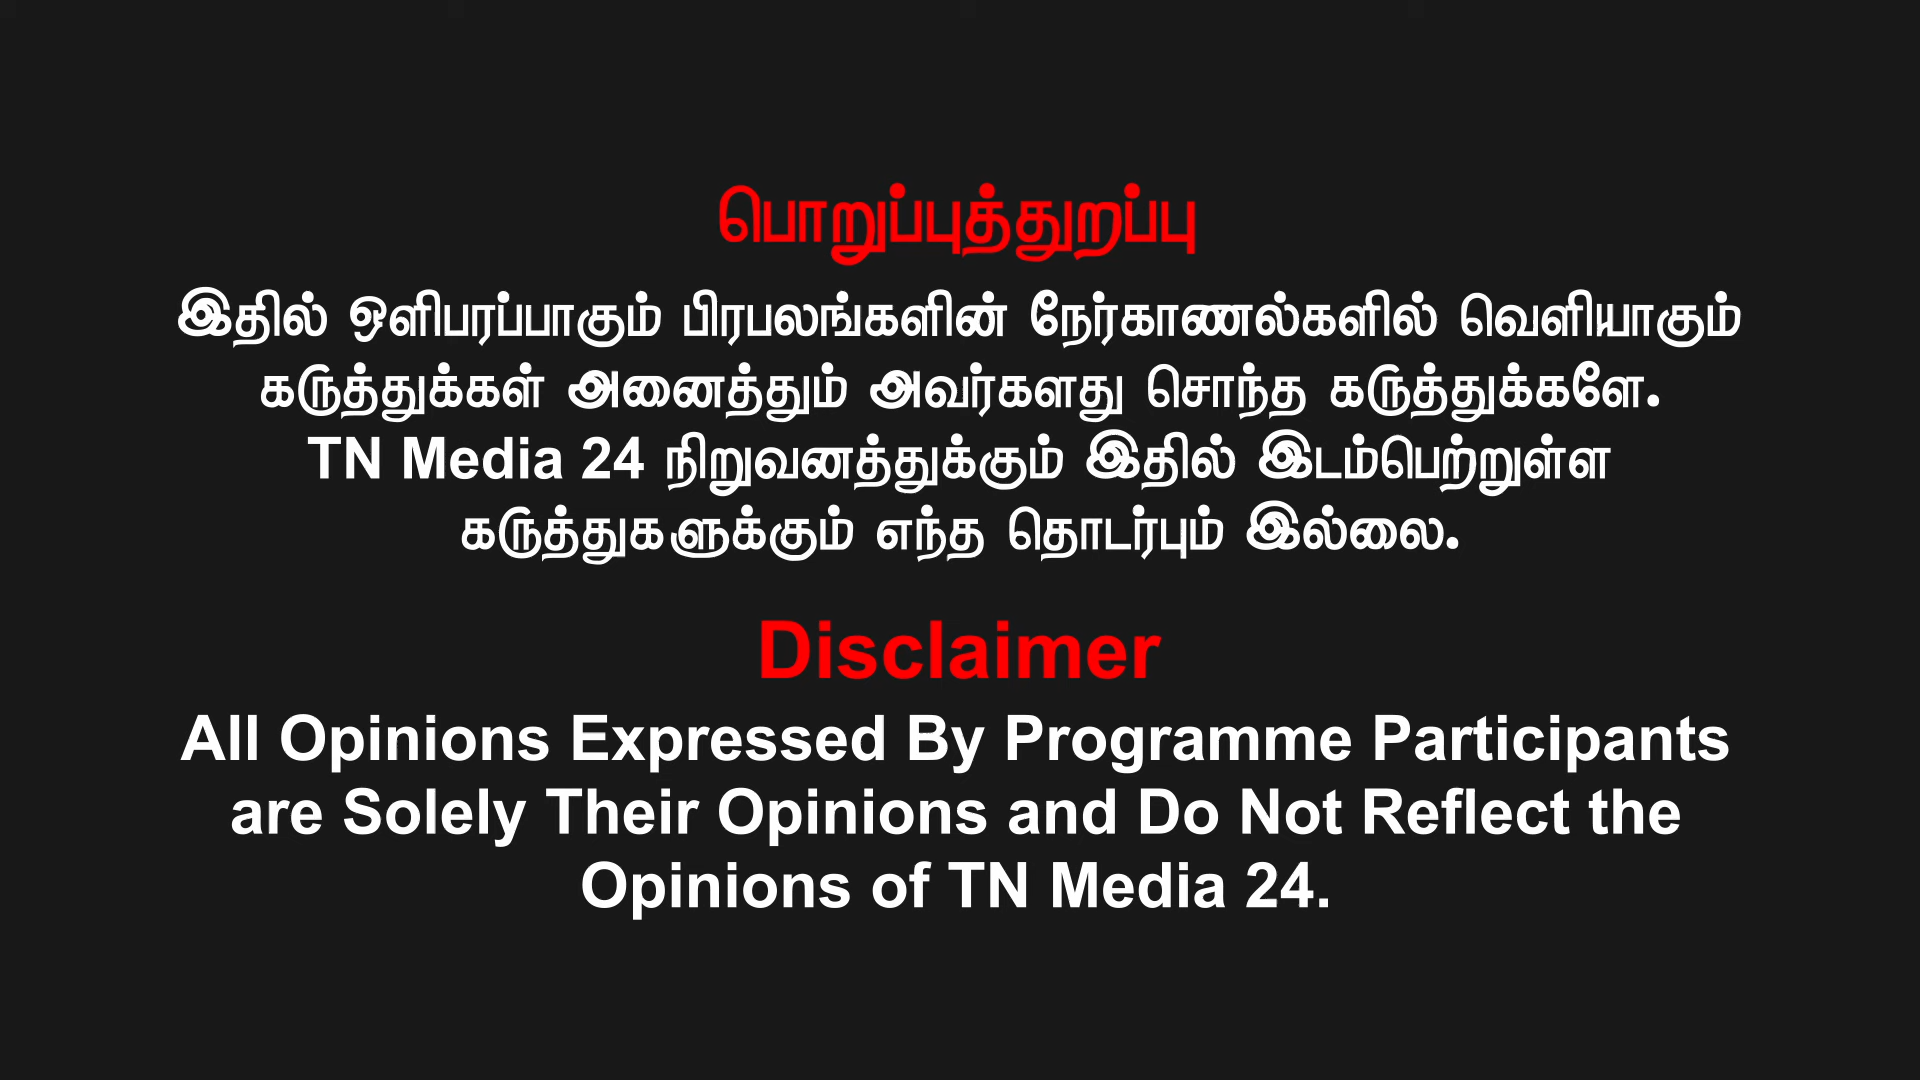 பொறுப்புத்துறப்பு
இதில் ஒளிபரப்பாகும் பிரபலங்களின் நேர்காணல்களில் வெளியாகும்
கருத்துக்கள் அனைத்தும் அவர்களது சொந்த கருத்துக்களே.
TN Media 24 நிறுவனத்துக்கும் இதில் இடம்பெற்றுள்ள
கருத்துகளுக்கும் எந்த தொடர்பும் இல்லை.
Disclaimer
All Opinions Expressed By Programme Participants
are Solely Their Opinions and Do Not Reflect the
Opinions of TN Media 24.